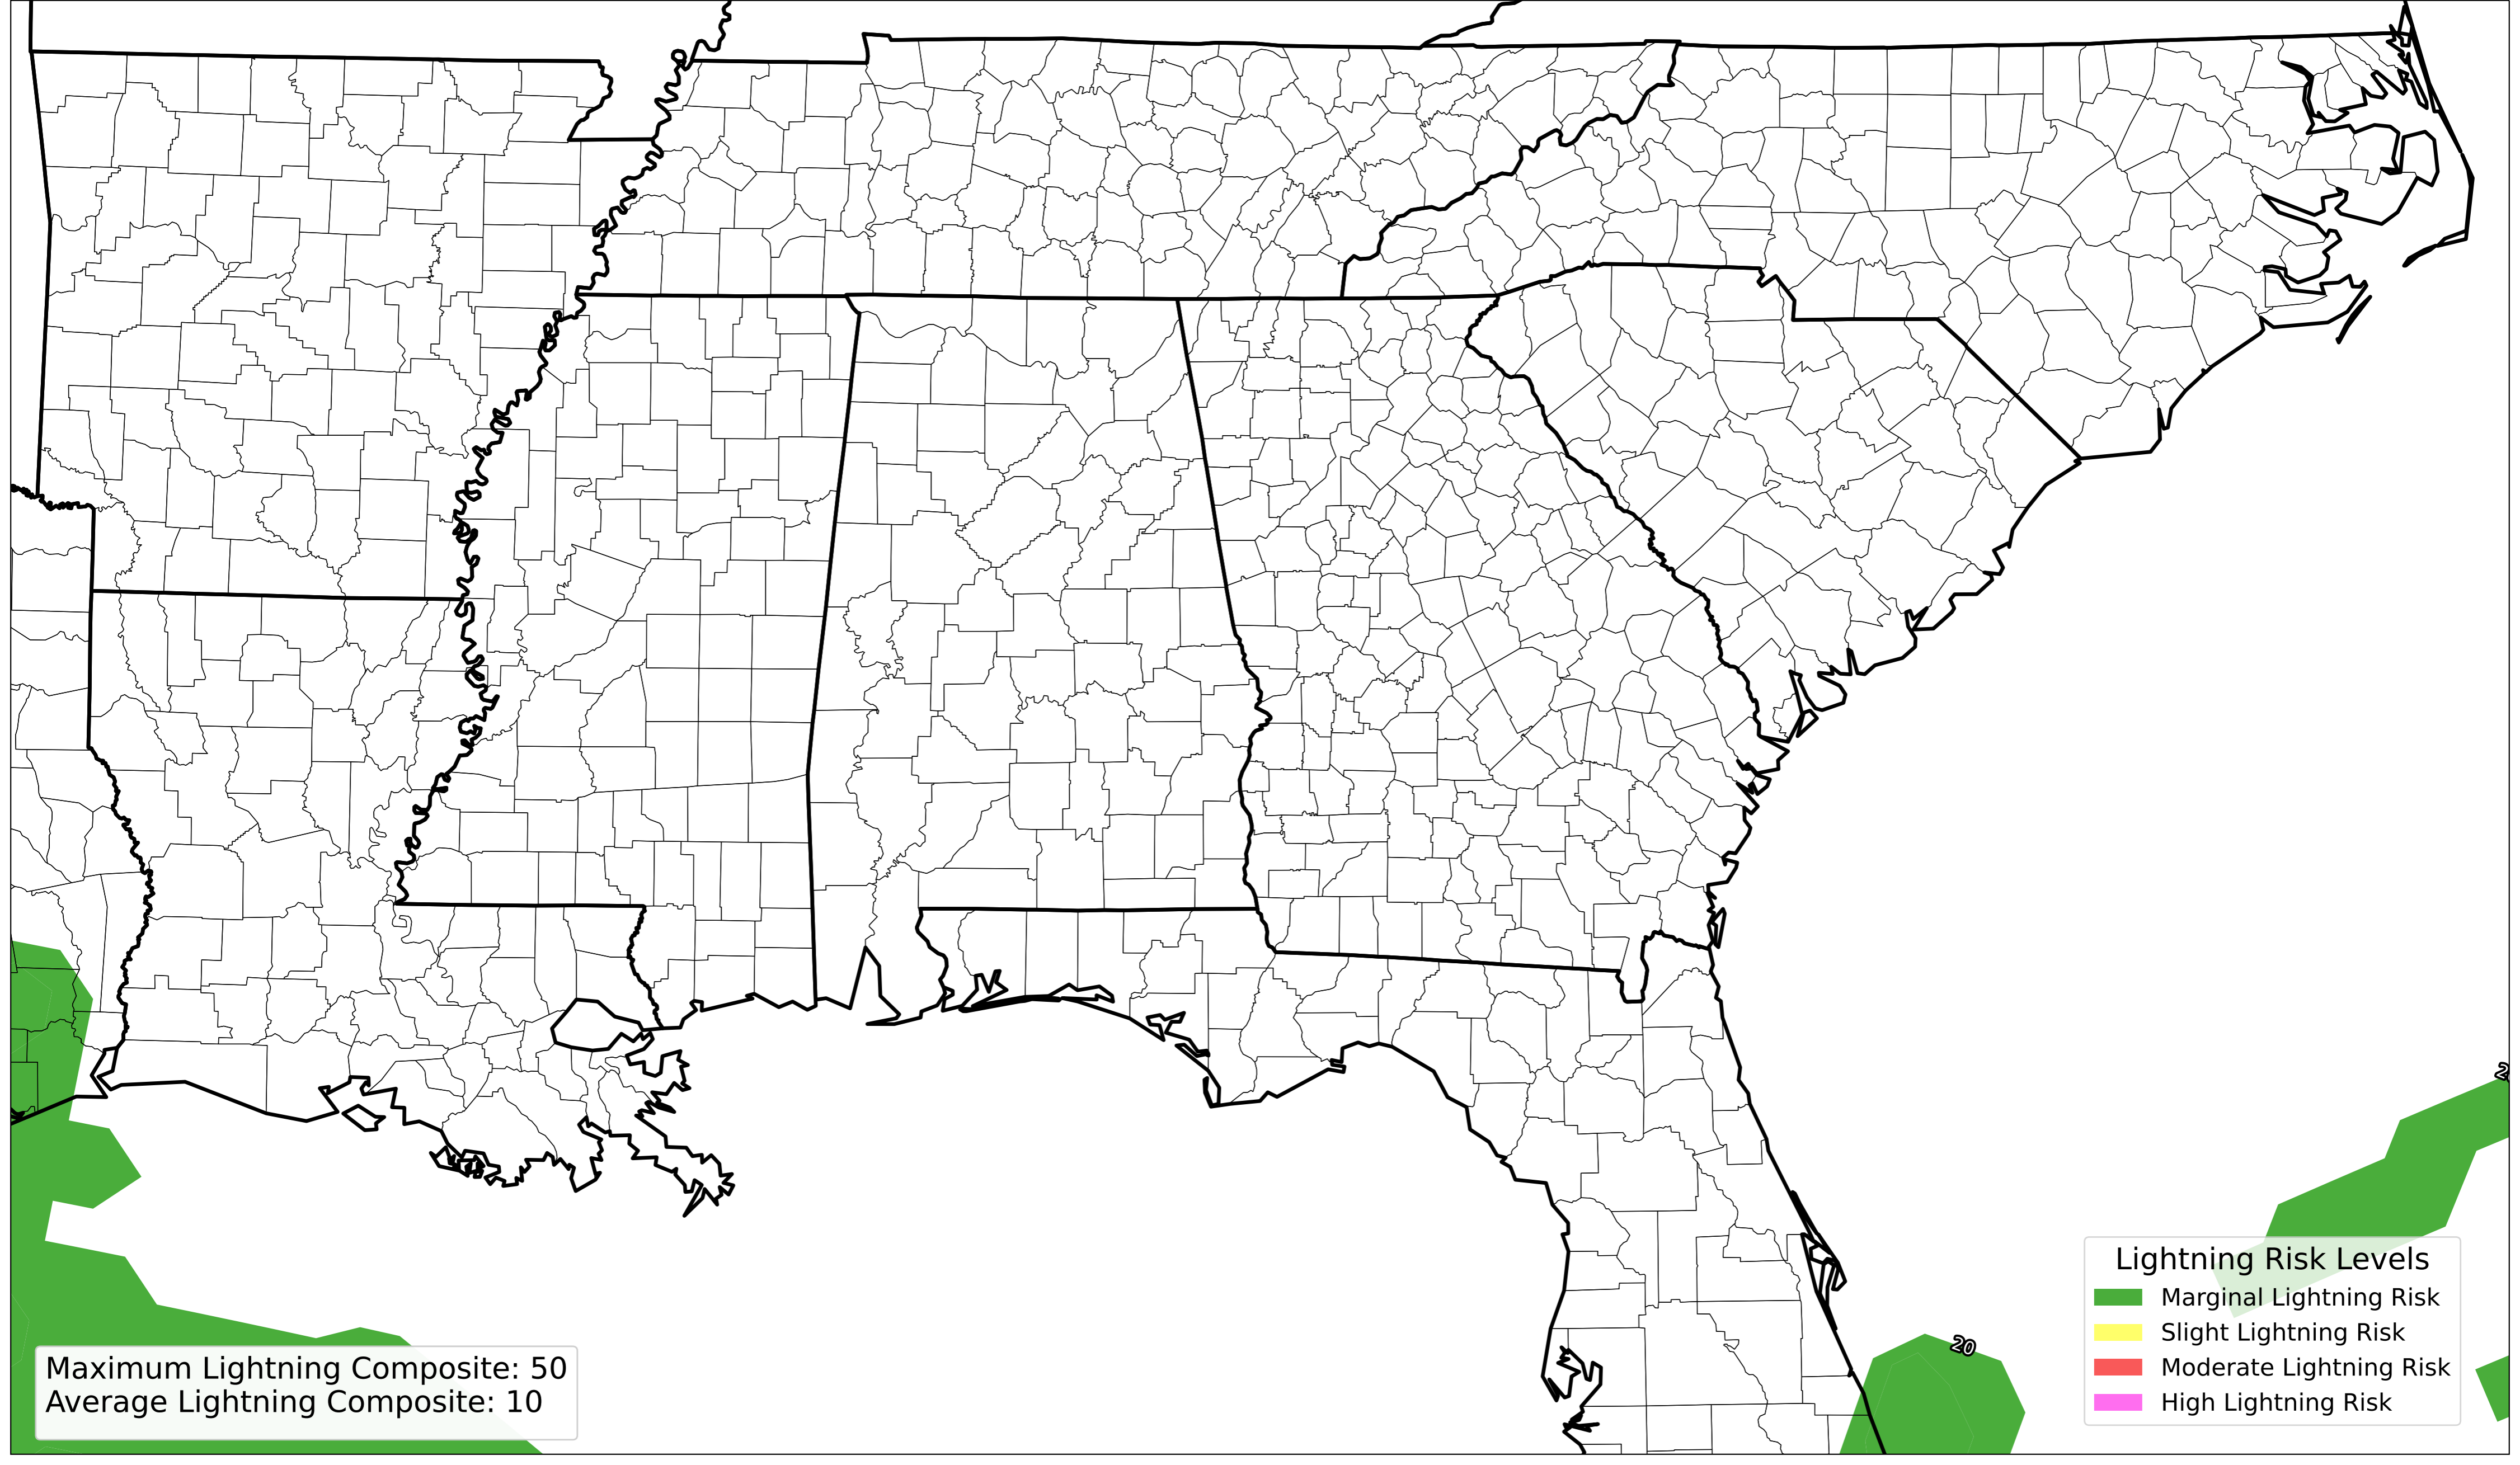 20
Lightning Risk Levels
Marginal Lightning Risk
Slight Lightning Risk
Moderate Lightning Risk
High Lightning Risk
Maximum Lightning Composite: 50
Average Lightning Composite: 10